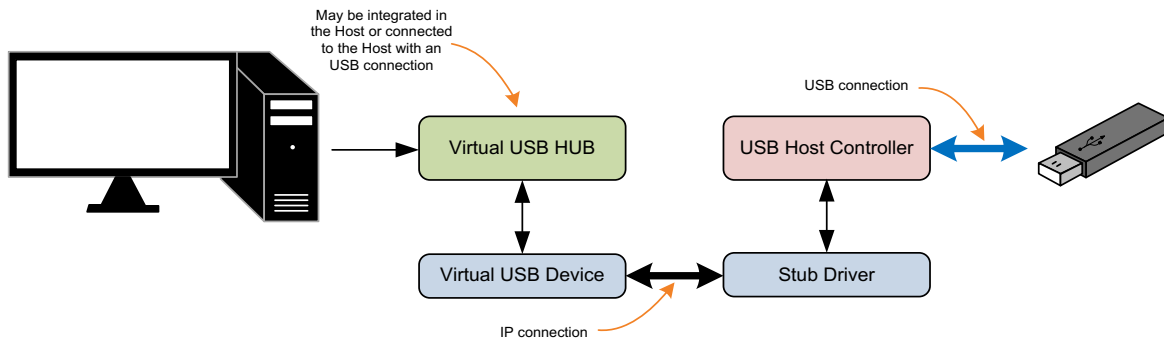 May be integrated in
the Host or connected
to the Host with an
USB connection
USB connection
Virtual USB HUB
USB Host Controller
Virtual USB Device
Stub Driver
IP connection